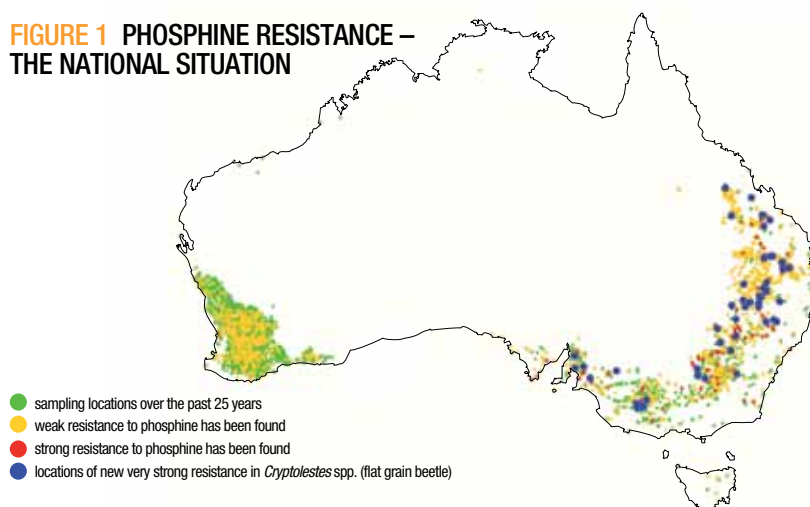 FIGURE 1 PHOSPHINE RESISTANCE –
THE NATIONAL SITUATION
sampling locations over the past 25 years
weak resistance to phosphine has been found
strong resistance to phosphine has been found
locations of new very strong resistance in Cryptolestes spp. (flat grain beetle)